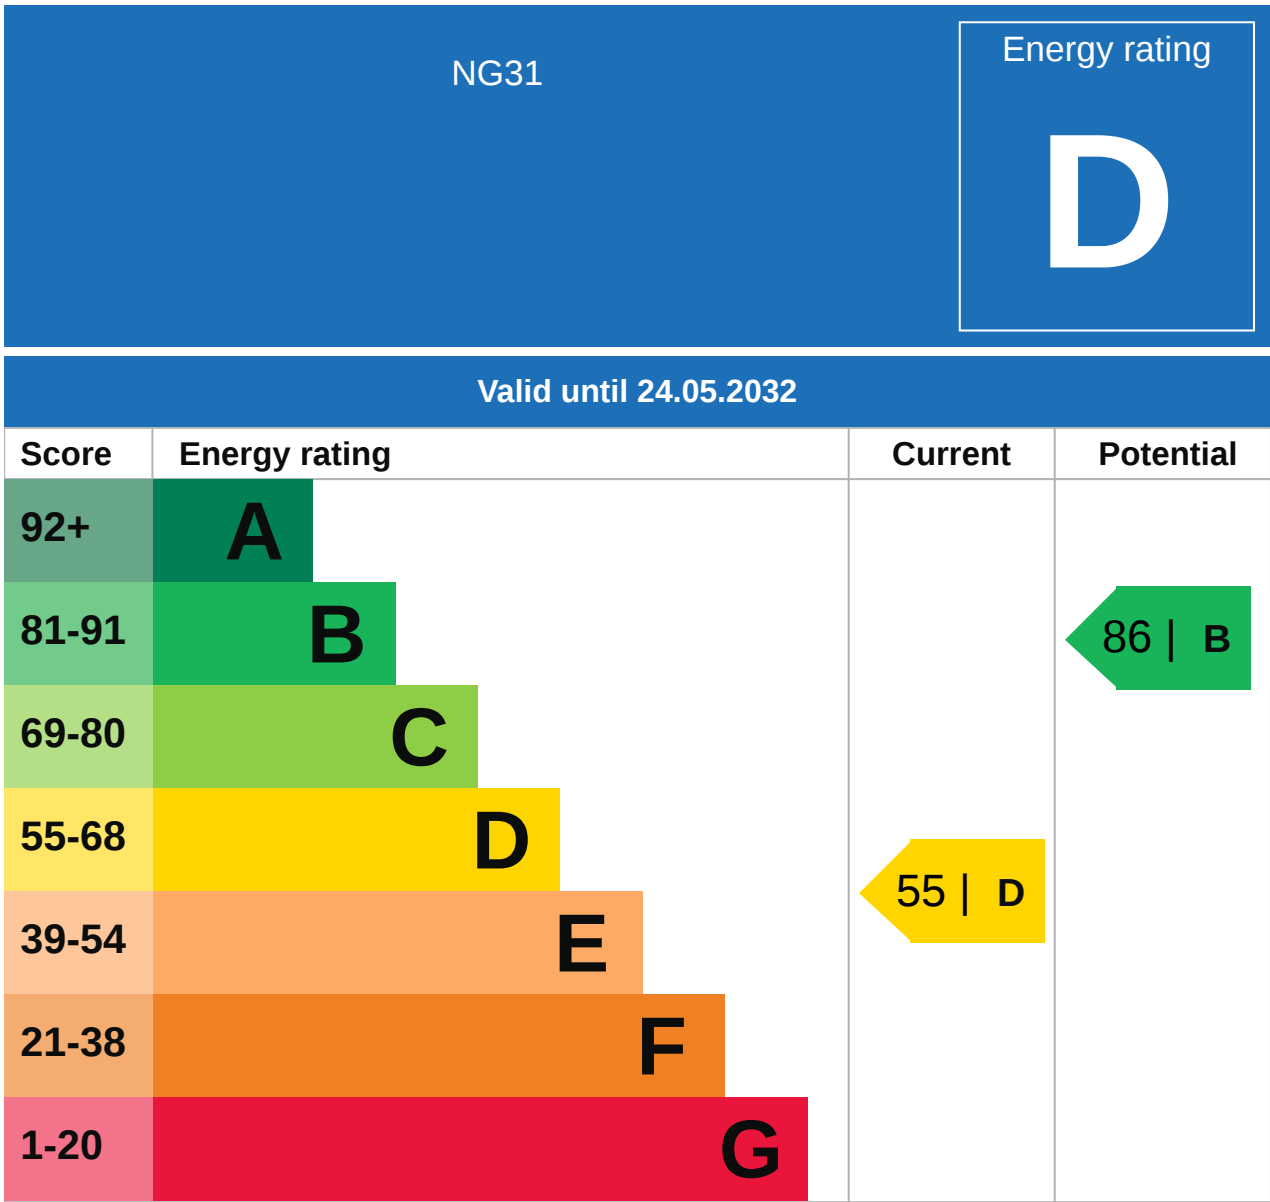 NG31
Energy rating
D
Valid until 24.05.2032
Score Energy rating Current Potential
92+ A
81-91 B 86 | B
69-80 C
55-68 D
55 | D
39-54 E
21-38 F
1-20 G